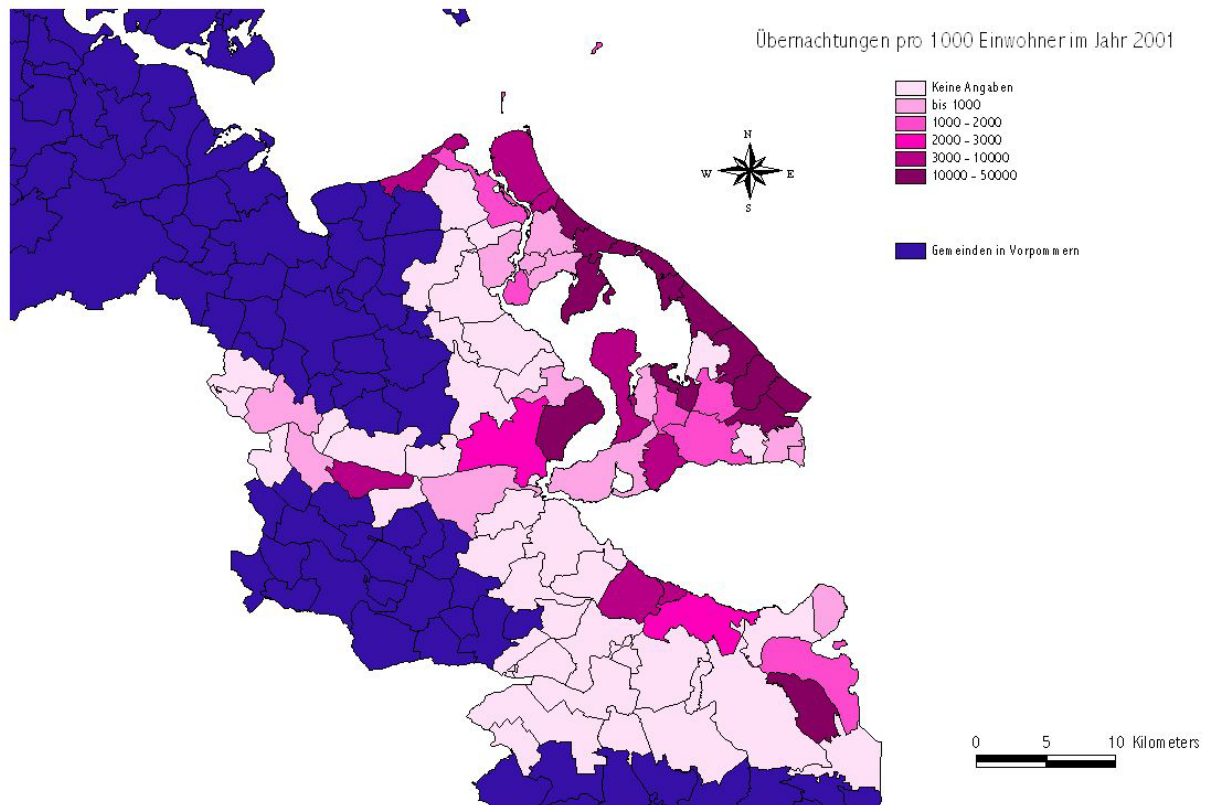 Übernachtungen pro 1000 Einwohner im Jahr 2001
Keine Angaben
bis 1000
1000 - 2000
2000 - 3000
3000 - 10000
10000 - 50000
N
W E
S
Gemeinden in Vorpommern
0 5 10 Kilometers